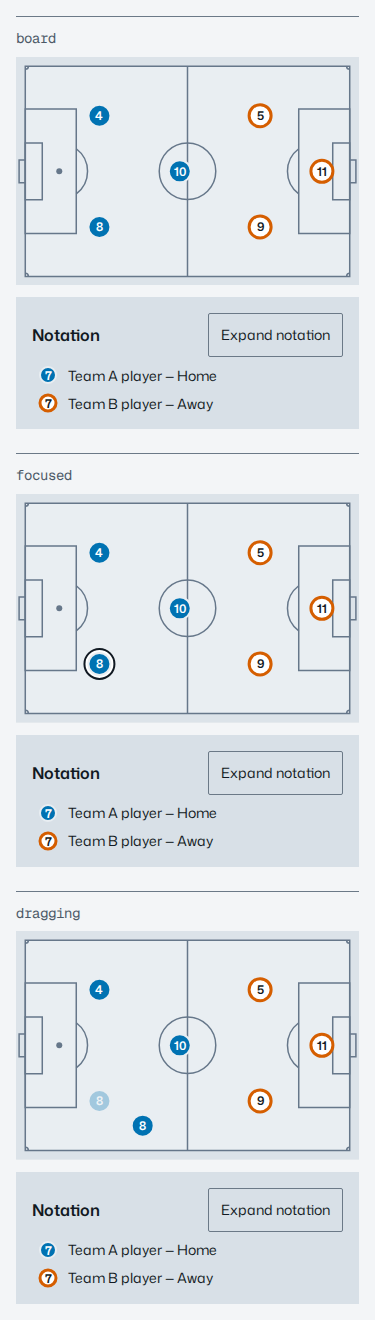 board
4 5
10 11
8 9
Notation Expand notation
7 Team A player – Home
7 Team B player – Away
focused
4 5
10 11
8 9
Notation Expand notation
7 Team A player – Home
7 Team B player – Away
dragging
4 5
10 11
8 9
8
Notation Expand notation
7 Team A player – Home
7 Team B player – Away